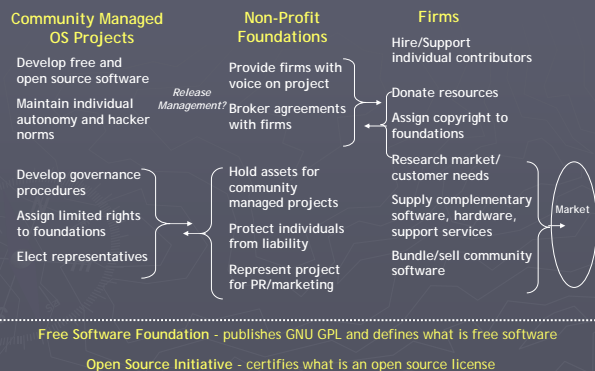 Community Managed
OS Projects
Develop free and
open source software
Maintain individual
autonomy and hacker
norms
Develop governance
procedures
Assign limited rights
to foundations
Elect representatives
Release
Management?
Non-Profit
Foundations
Provide firms with
voice on project
Broker agreements
with firms
Hold assets for
community
managed projects
Protect individuals
from liability
Represent project
for PR/marketing
Firms
Hire/Support
individual contributors
Donate resources
Assign copyright to
foundations
Research market/
customer needs
Supply complementary
software, hardware,
support services
Bundle/sell community
software
Market
Free Software Foundation - publishes GNU GPL and defines what is free software
Open Source Initiative - certifies what is an open source license